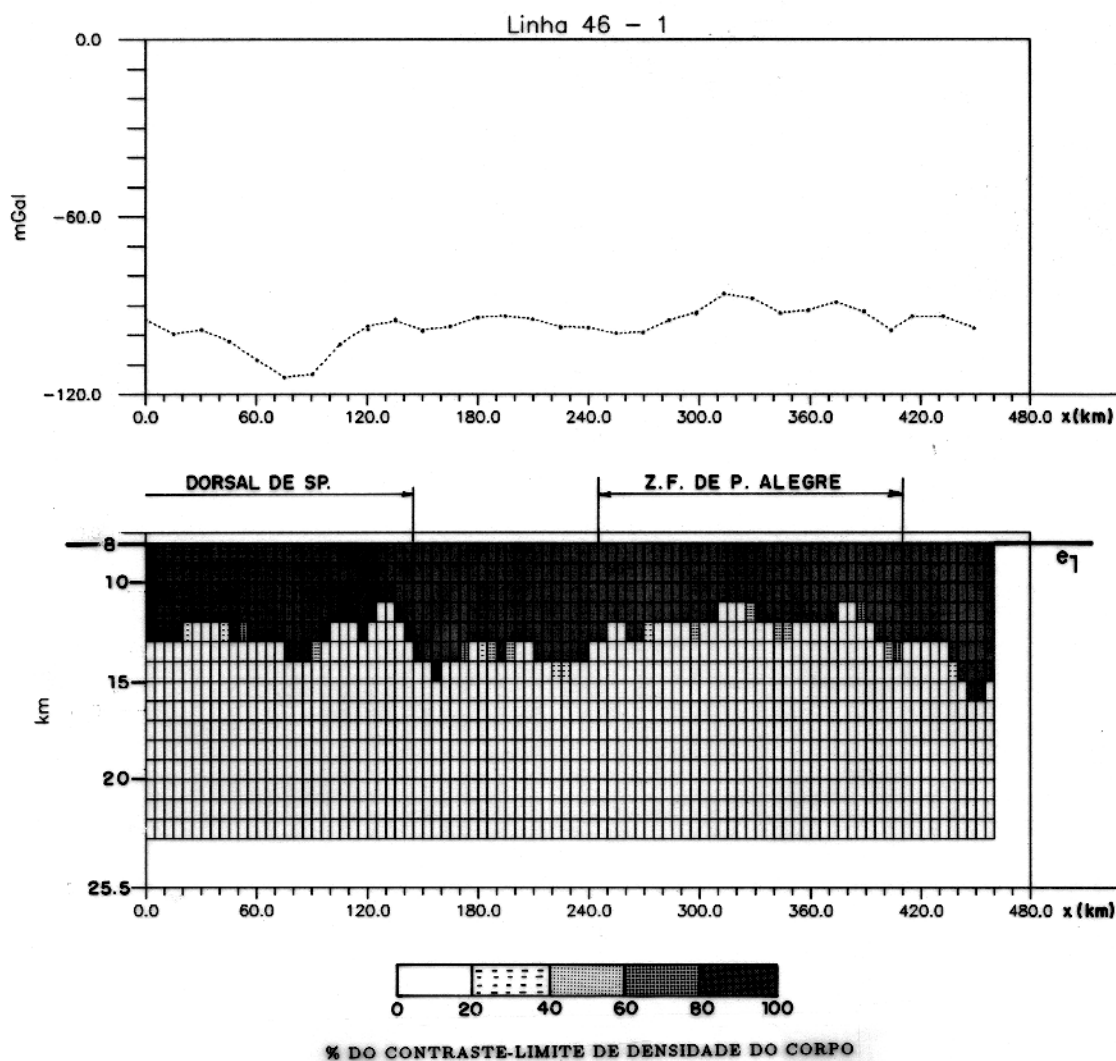 Linha 46 - 1
0.0
mGal
-60.0
-120.0
0.0 60.0 120.0 180.0 240.0 300.0 360.0 420.0 480.0 x(km)
DORSAL DE SP.
Z.F. DE P. ALEGRE
8
e1
10
15
km
20
25.5
0.0 60.0 120.0 180.0 240.0 300.0 360.0 420.0 480.0 x(km)
0 20 40 60 80 100
% DO CONTRASTE-LIMITE DE DENSIDADE DO CORPO